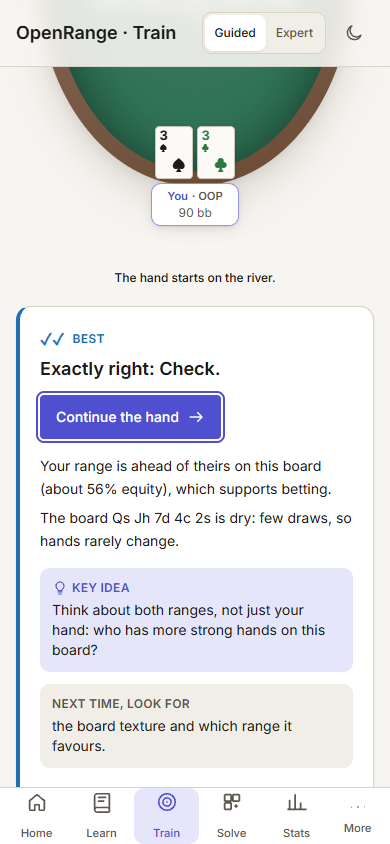 OpenRange · Train
Guided
Expert
3
3
You · OOP
90 bb
The hand starts on the river.
BEST
Exactly right: Check.
Continue the hand →
Your range is ahead of theirs on this board
(about 56% equity), which supports betting.
The board Qs Jh 7d 4c 2s is dry: few draws, so
hands rarely change.
KEY IDEA
Think about both ranges, not just your
hand: who has more strong hands on this
board?
NEXT TIME, LOOK FOR
the board texture and which range it
favours.
Home
Learn
Train
Solve
Stats
More